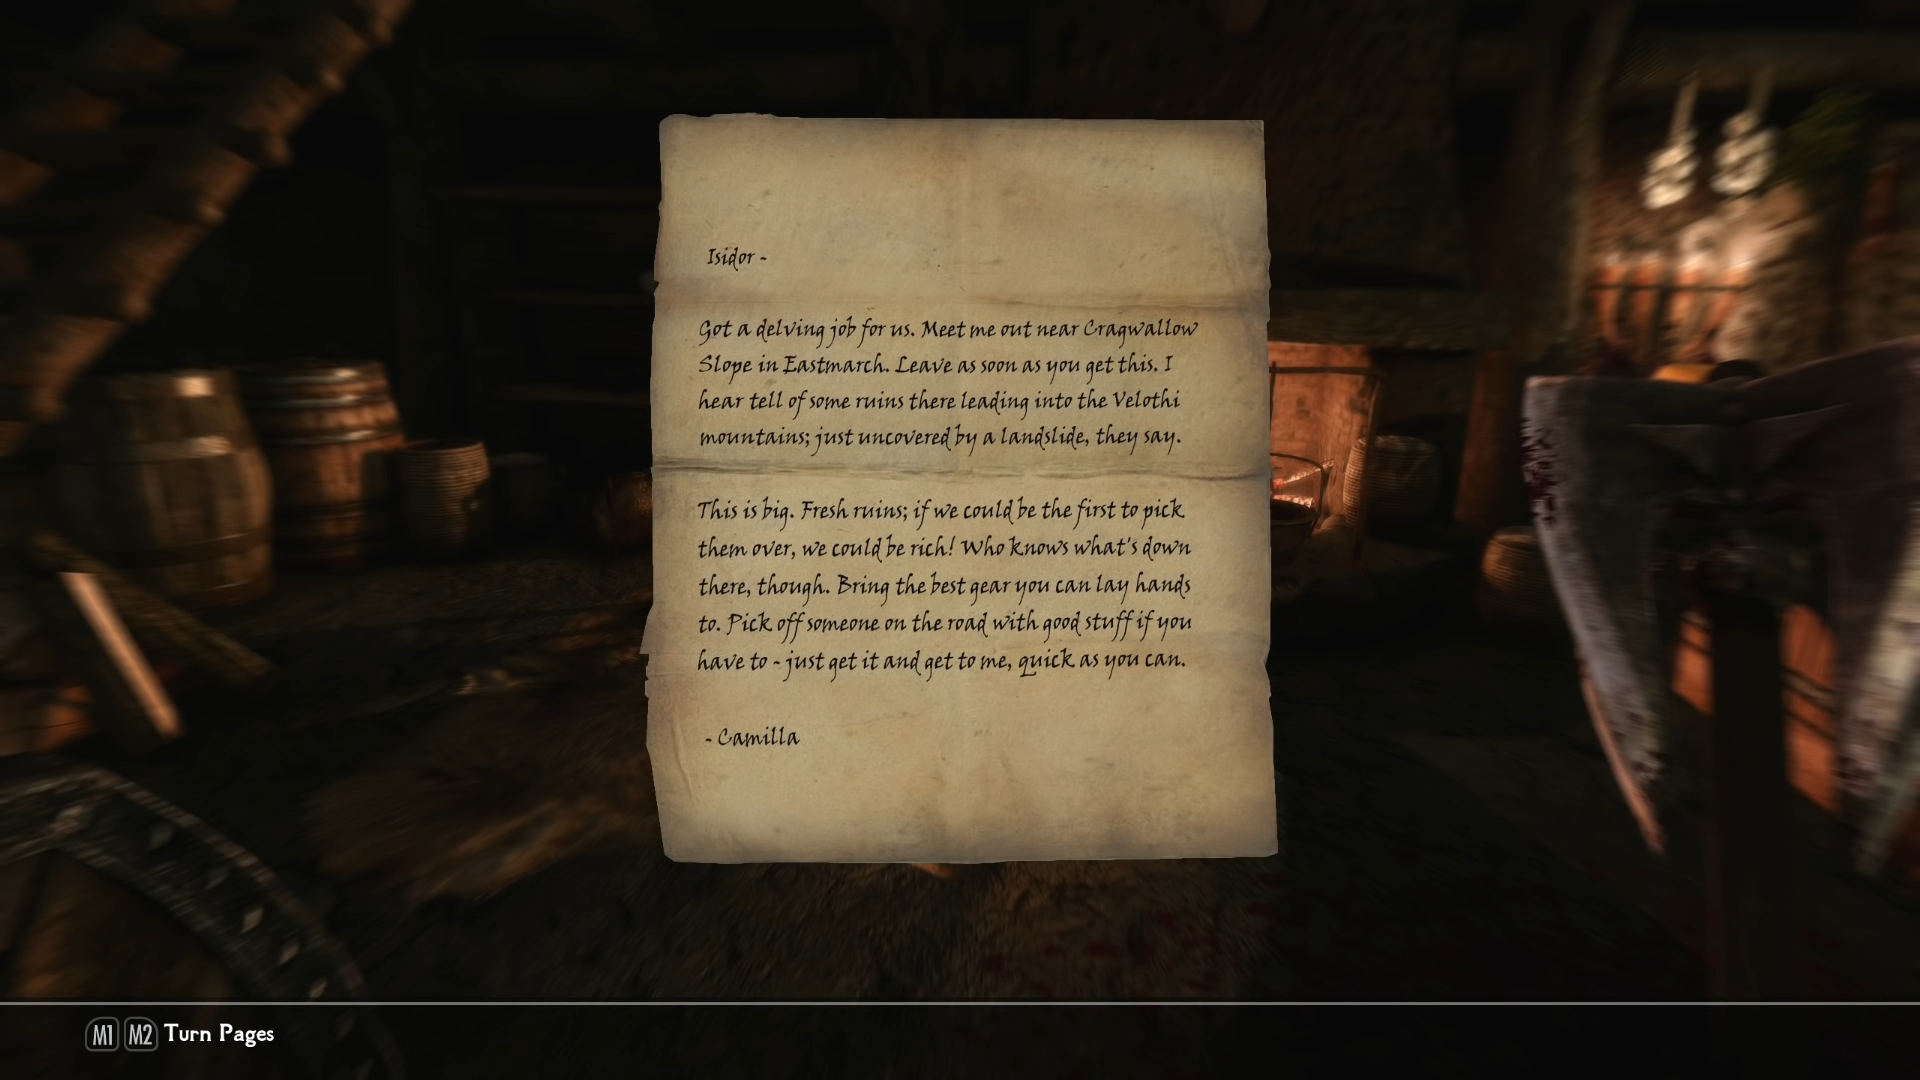 Isidor -
Got a delving job for us. Meet me out near Cragwallow
Slope in Eastmarch. Leave as soon as you get this. I
hear tell of some ruins there leading into the Velothi
mountains; just uncovered by a landslide, they say.
This is big. Fresh ruins; if we could be the first to pick
them over, we could be rich! Who knows what's down
there, though. Bring the best gear you can lay hands
to. Pick off someone on the road with good stuff if you
have to - just get it and get to me, quick as you can.
- Camilla
M1 M2 Turn Pages